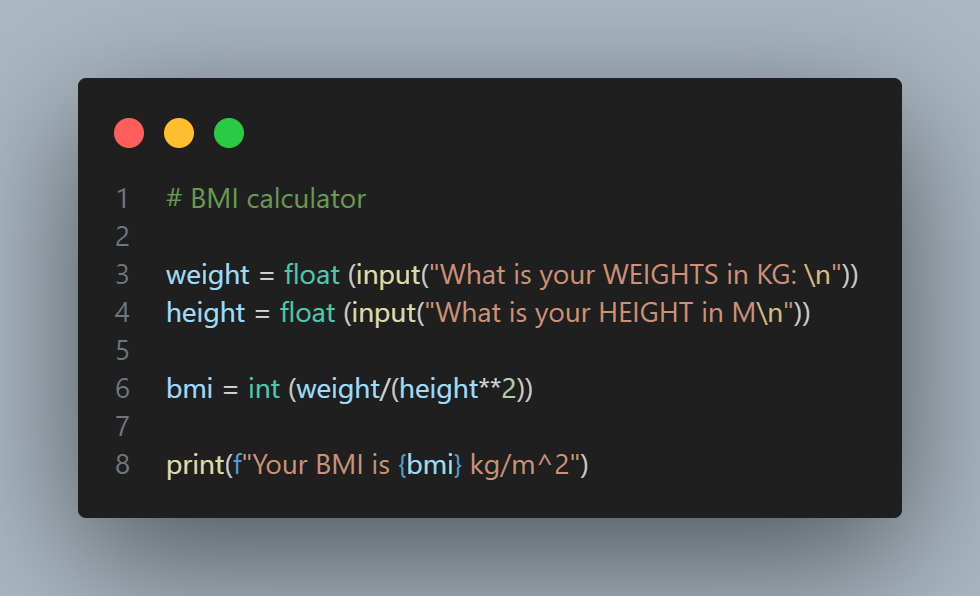 1 # BMI calculator
2
3 weight = float (input("What is your WEIGHTS in KG: \n"))
4 height = float (input("What is your HEIGHT in M\n"))
5
6 bmi = int (weight/(height**2))
7
8 print(f"Your BMI is {bmi} kg/m^2")